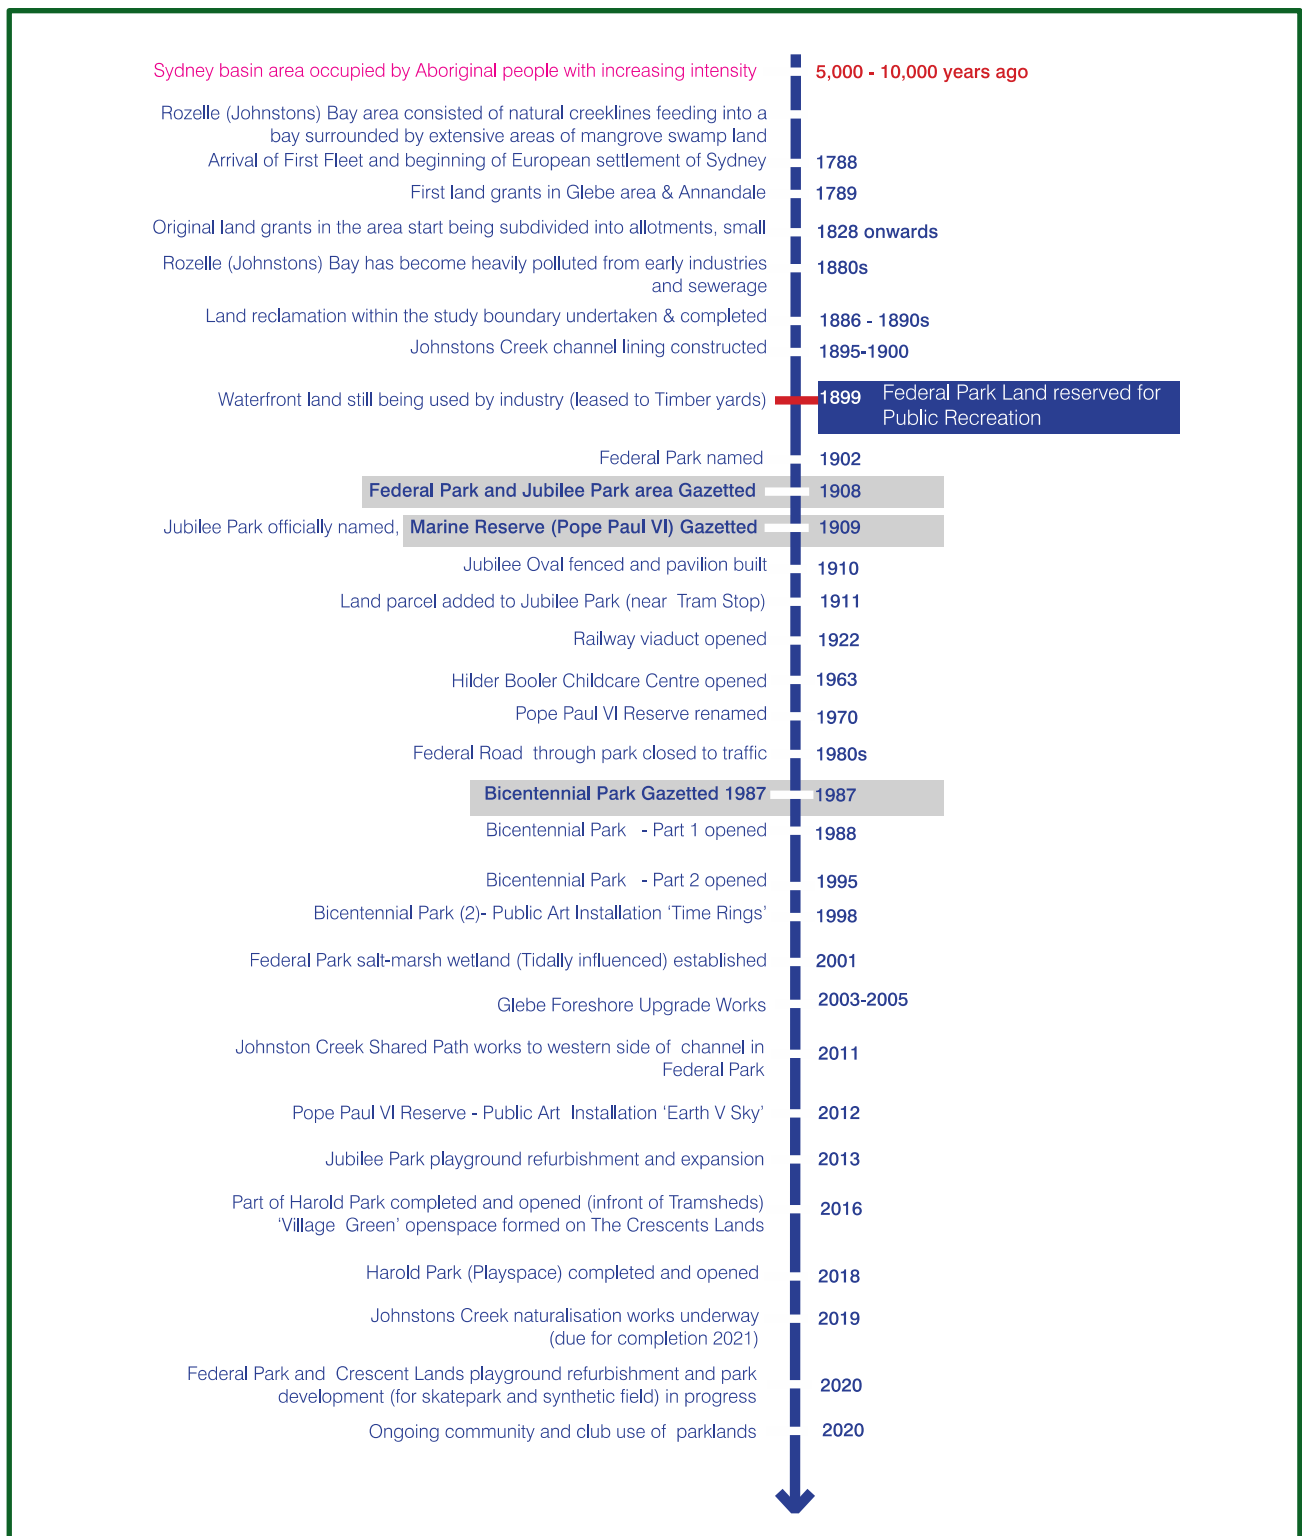 Sydney basin area occupied by Aboriginal people with increasing intensity 5,000 - 10,000 years ago
Rozelle (Johnstons) Bay area consisted of natural creeklines feeding into a
bay surrounded by extensive areas of mangrove swamp land
Arrival of First Fleet and beginning of European settlement of Sydney 1788
First land grants in Glebe area & Annandale 1789
Original land grants in the area start being subdivided into allotments, small 1828 onwards
Rozelle (Johnstons) Bay has become heavily polluted from early industries 1880s
and sewerage
Land reclamation within the study boundary undertaken & completed 1886 - 1890s
Johnstons Creek channel lining constructed 1895-1900
Waterfront land still being used by industry (leased to Timber yards) 1899 Federal Park Land reserved for
Public Recreation
Federal Park named 1902
Federal Park and Jubilee Park area Gazetted 1908
Jubilee Park officially named, Marine Reserve (Pope Paul VI) Gazetted 1909
Jubilee Oval fenced and pavilion built 1910
Land parcel added to Jubilee Park (near Tram Stop) 1911
Railway viaduct opened 1922
Hilder Booler Childcare Centre opened 1963
Pope Paul VI Reserve renamed 1970
Federal Road through park closed to traffic 1980s
Bicentennial Park Gazetted 1987 1987
Bicentennial Park - Part 1 opened 1988
Bicentennial Park - Part 2 opened 1995
Bicentennial Park (2)- Public Art Installation ‘Time Rings’ 1998
Federal Park salt-marsh wetland (Tidally influenced) established 2001
Glebe Foreshore Upgrade Works 2003-2005
Johnston Creek Shared Path works to western side of channel in 2011
Federal Park
Pope Paul VI Reserve - Public Art Installation ‘Earth V Sky’ 2012
Jubilee Park playground refurbishment and expansion 2013
Part of Harold Park completed and opened (infront of Tramsheds) 2016
‘Village Green’ openspace formed on The Crescents Lands
Harold Park (Playspace) completed and opened 2018
Johnstons Creek naturalisation works underway 2019
(due for completion 2021)
Federal Park and Crescent Lands playground refurbishment and park 2020
development (for skatepark and synthetic field) in progress
Ongoing community and club use of parklands 2020